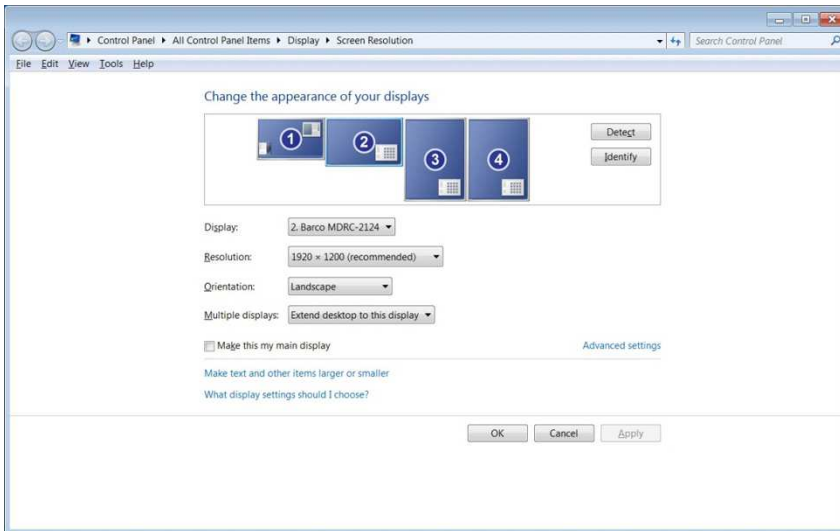 Control Panel ▸ All Control Panel Items ▸ Display ▸ Screen Resolution
Search Control Panel
File Edit View Tools Help
Change the appearance of your displays
1 2 3 4
Detect
Identify
Display: 2. Barco MDRC-2124
Resolution: 1920 × 1200 (recommended)
Orientation: Landscape
Multiple displays: Extend desktop to this display
Make this my main display Advanced settings
Make text and other items larger or smaller
What display settings should I choose?
OK Cancel Apply